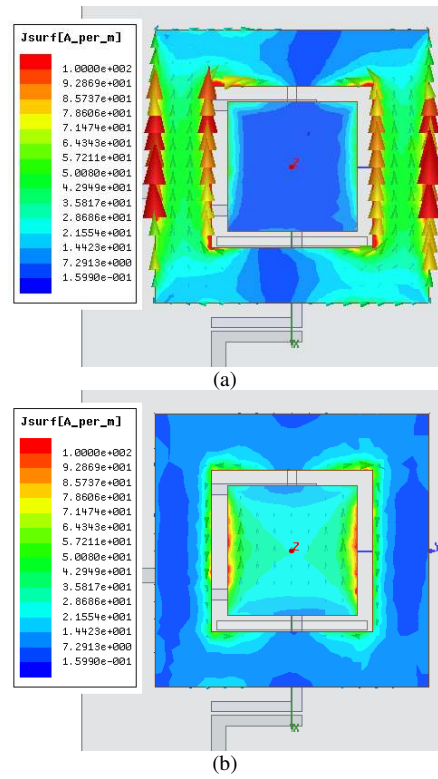 Jsurf[A_per_m]
1.0000e+002
9.2869e+001
8.5737e+001
7.8606e+001
7.1474e+001
6.4343e+001
5.7211e+001
5.0080e+001
4.2949e+001
3.5817e+001
2.8686e+001
2.1554e+001
1.4423e+001
7.2913e+000
1.5990e-001
Z
X
(a)
Jsurf[A_per_m]
1.0000e+002
9.2869e+001
8.5737e+001
7.8606e+001
7.1474e+001
6.4343e+001
5.7211e+001
5.0080e+001
4.2949e+001
3.5817e+001
2.8686e+001
2.1554e+001
1.4423e+001
7.2913e+000
1.5990e-001
Z
X
(b)